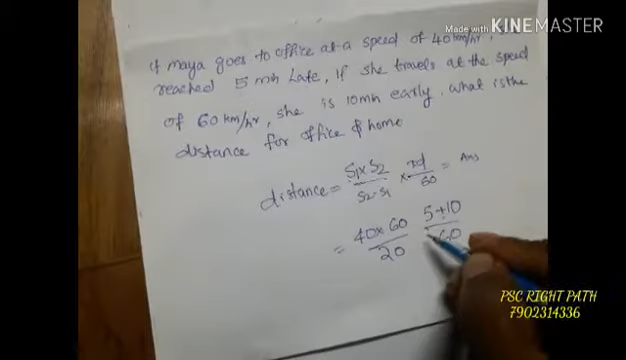 Made with KINEMASTER
If maya goes to office at a speed of 40 km/hr,
reached 5 mn Late, If she travels at the speed
of 60 km/hr, she is 10mn early. what is the
distance for office & home
distance = S1 x S2 / S2-S1 x td / 60 = Ans
= 40 x 60 / 20 5+10 / 60
PSC RIGHT PATH
7902314336